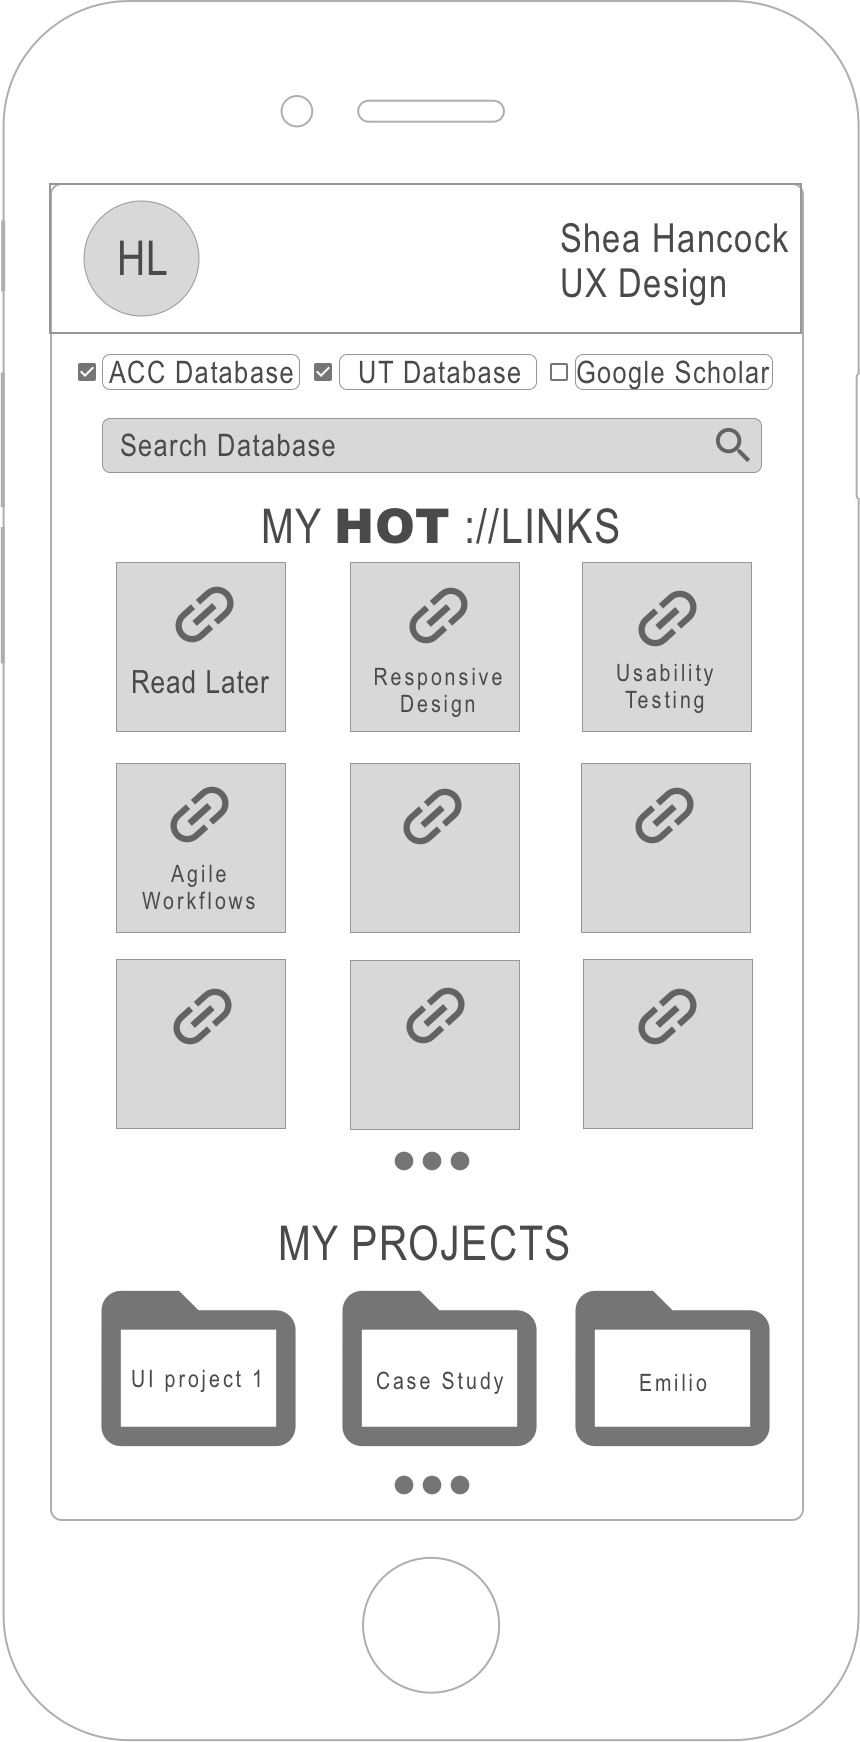 HL
Shea Hancock
UX Design
ACC Database UT Database Google Scholar
Search Database
MY HOT ://LINKS
Read Later
Responsive
Design
Usability
Testing
Agile
Workflows
MY PROJECTS
UI project 1
Case Study
Emilio